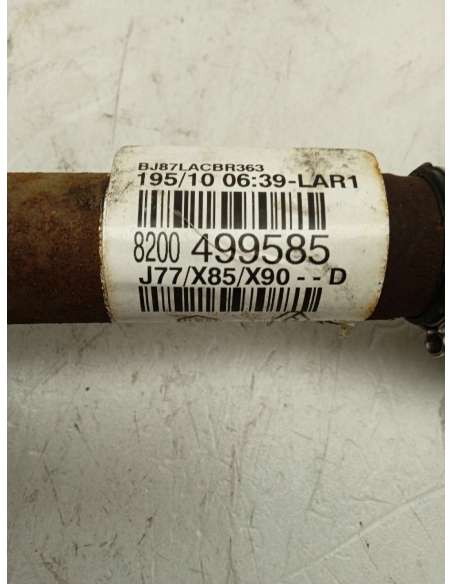 BJ87LACBR363
195/10 06:39-LAR1
8200 499585
J77/X85/X90 - - D